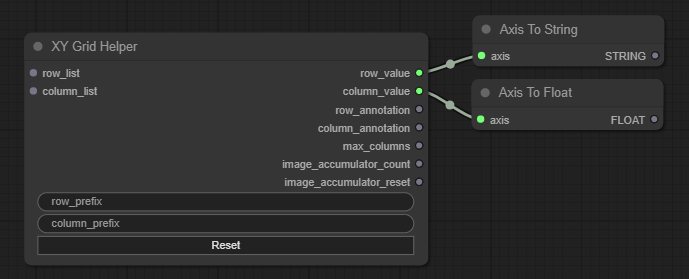 XY Grid Helper
row_list
row_value
column_list
column_value
row_annotation
column_annotation
max_columns
image_accumulator_count
image_accumulator_reset
row_prefix
column_prefix
Reset
Axis To String
axis
STRING
Axis To Float
axis
FLOAT